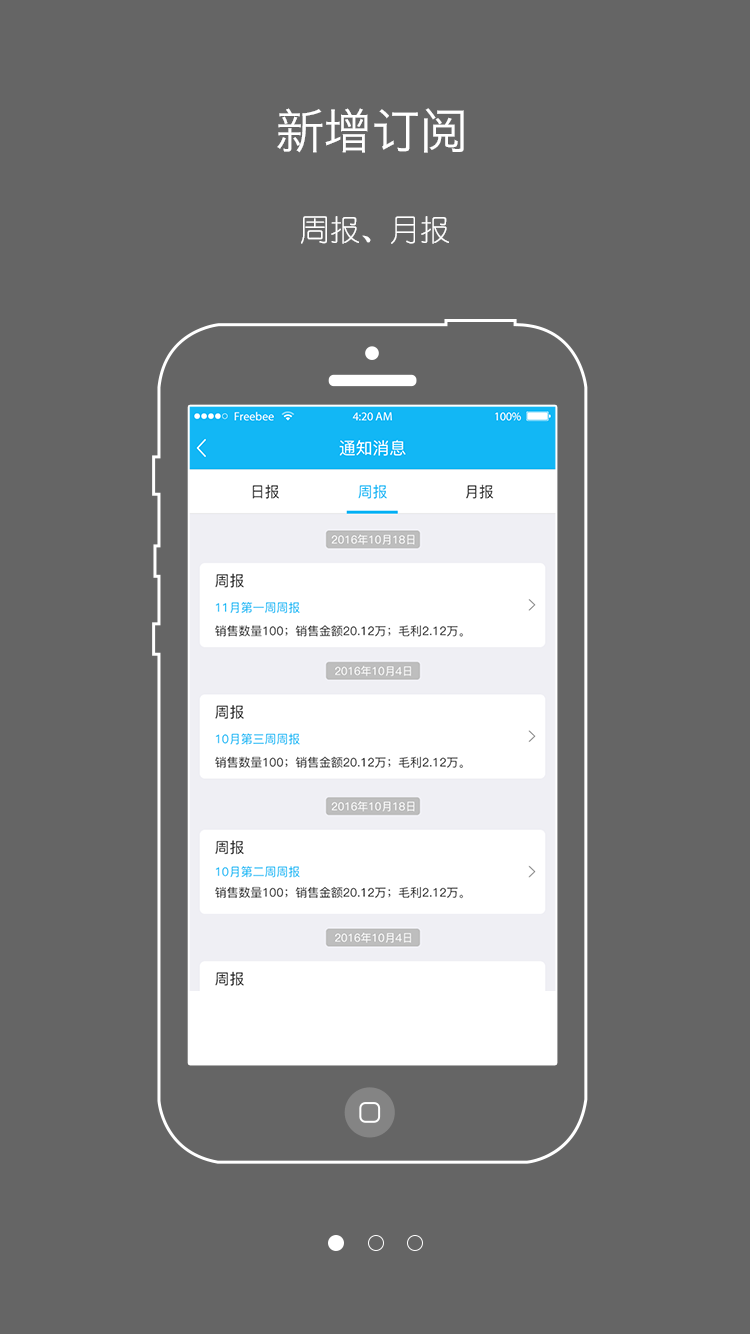 新增订阅
周报、月报
Freebee 4:20 AM 100%
通知消息
日报 周报 月报
2016年10月18日
周报
11月第一周周报
销售数量100；销售金额20.12万；毛利2.12万。
2016年10月4日
周报
10月第三周周报
销售数量100；销售金额20.12万；毛利2.12万。
2016年10月18日
周报
10月第二周周报
销售数量100；销售金额20.12万；毛利2.12万。
2016年10月4日
周报